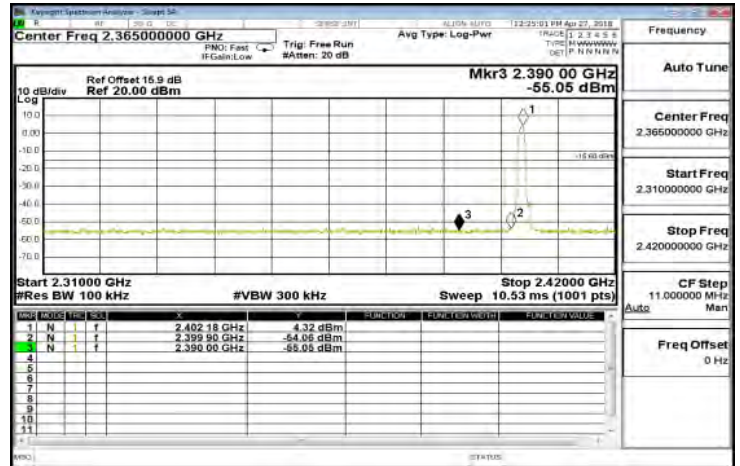 Keysight Spectrum Analyzer - Swept SA
Center Freq 2.365000000 GHz
PNO: Fast
IFGain:Low
Trig: Free Run
#Atten: 20 dB
ALIGN AUTO
Avg Type: Log-Pwr
12:25:01 PM Apr 27, 2018
TRACE 1 2 3 4 5 6
TYPE M WWWWW
DET P N N N N N
Frequency
Auto Tune
Center Freq
2.365000000 GHz
Start Freq
2.310000000 GHz
Stop Freq
2.420000000 GHz
CF Step
11.000000 MHz
Auto Man
Freq Offset
0 Hz
Ref Offset 15.9 dB
Ref 20.00 dBm
10 dB/div
Log
Mkr3 2.390 00 GHz
-55.05 dBm
10.0
0.00
-10.0
-20.0
-30.0
-40.0
-50.0
-60.0
-70.0
1
2
3
Start 2.31000 GHz
Stop 2.42000 GHz
#Res BW 100 kHz
#VBW 300 kHz
Sweep 10.53 ms (1001 pts)
MKR MODE TRC SCL X Y FUNCTION FUNCTION WIDTH FUNCTION VALUE
1 N 1 f 2.402 18 GHz 4.32 dBm
2 N 1 f 2.399 90 GHz -54.06 dBm
3 N 1 f 2.390 00 GHz -55.05 dBm
4
5
6
7
8
9
10
11
MSG
STATUS